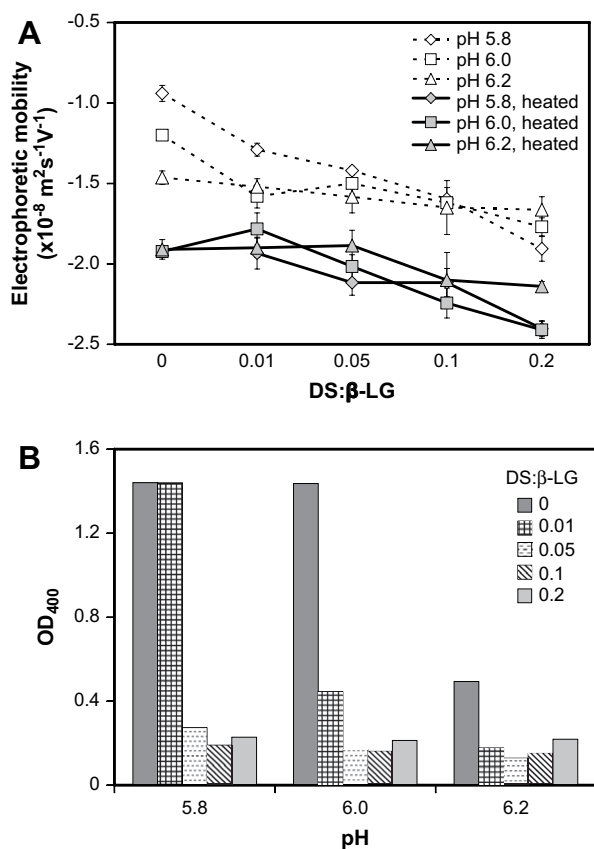 A
Electrophoretic mobility
(x10⁻⁸ m²s⁻¹V⁻¹)
-0.5
-1.0
-1.5
-2.0
-2.5
pH 5.8
pH 6.0
pH 6.2
pH 5.8, heated
pH 6.0, heated
pH 6.2, heated
0 0.01 0.05 0.1 0.2
DS:β-LG
B
OD₄₀₀
1.6
1.2
0.8
0.4
0
DS:β-LG
0
0.01
0.05
0.1
0.2
5.8 6.0 6.2
pH